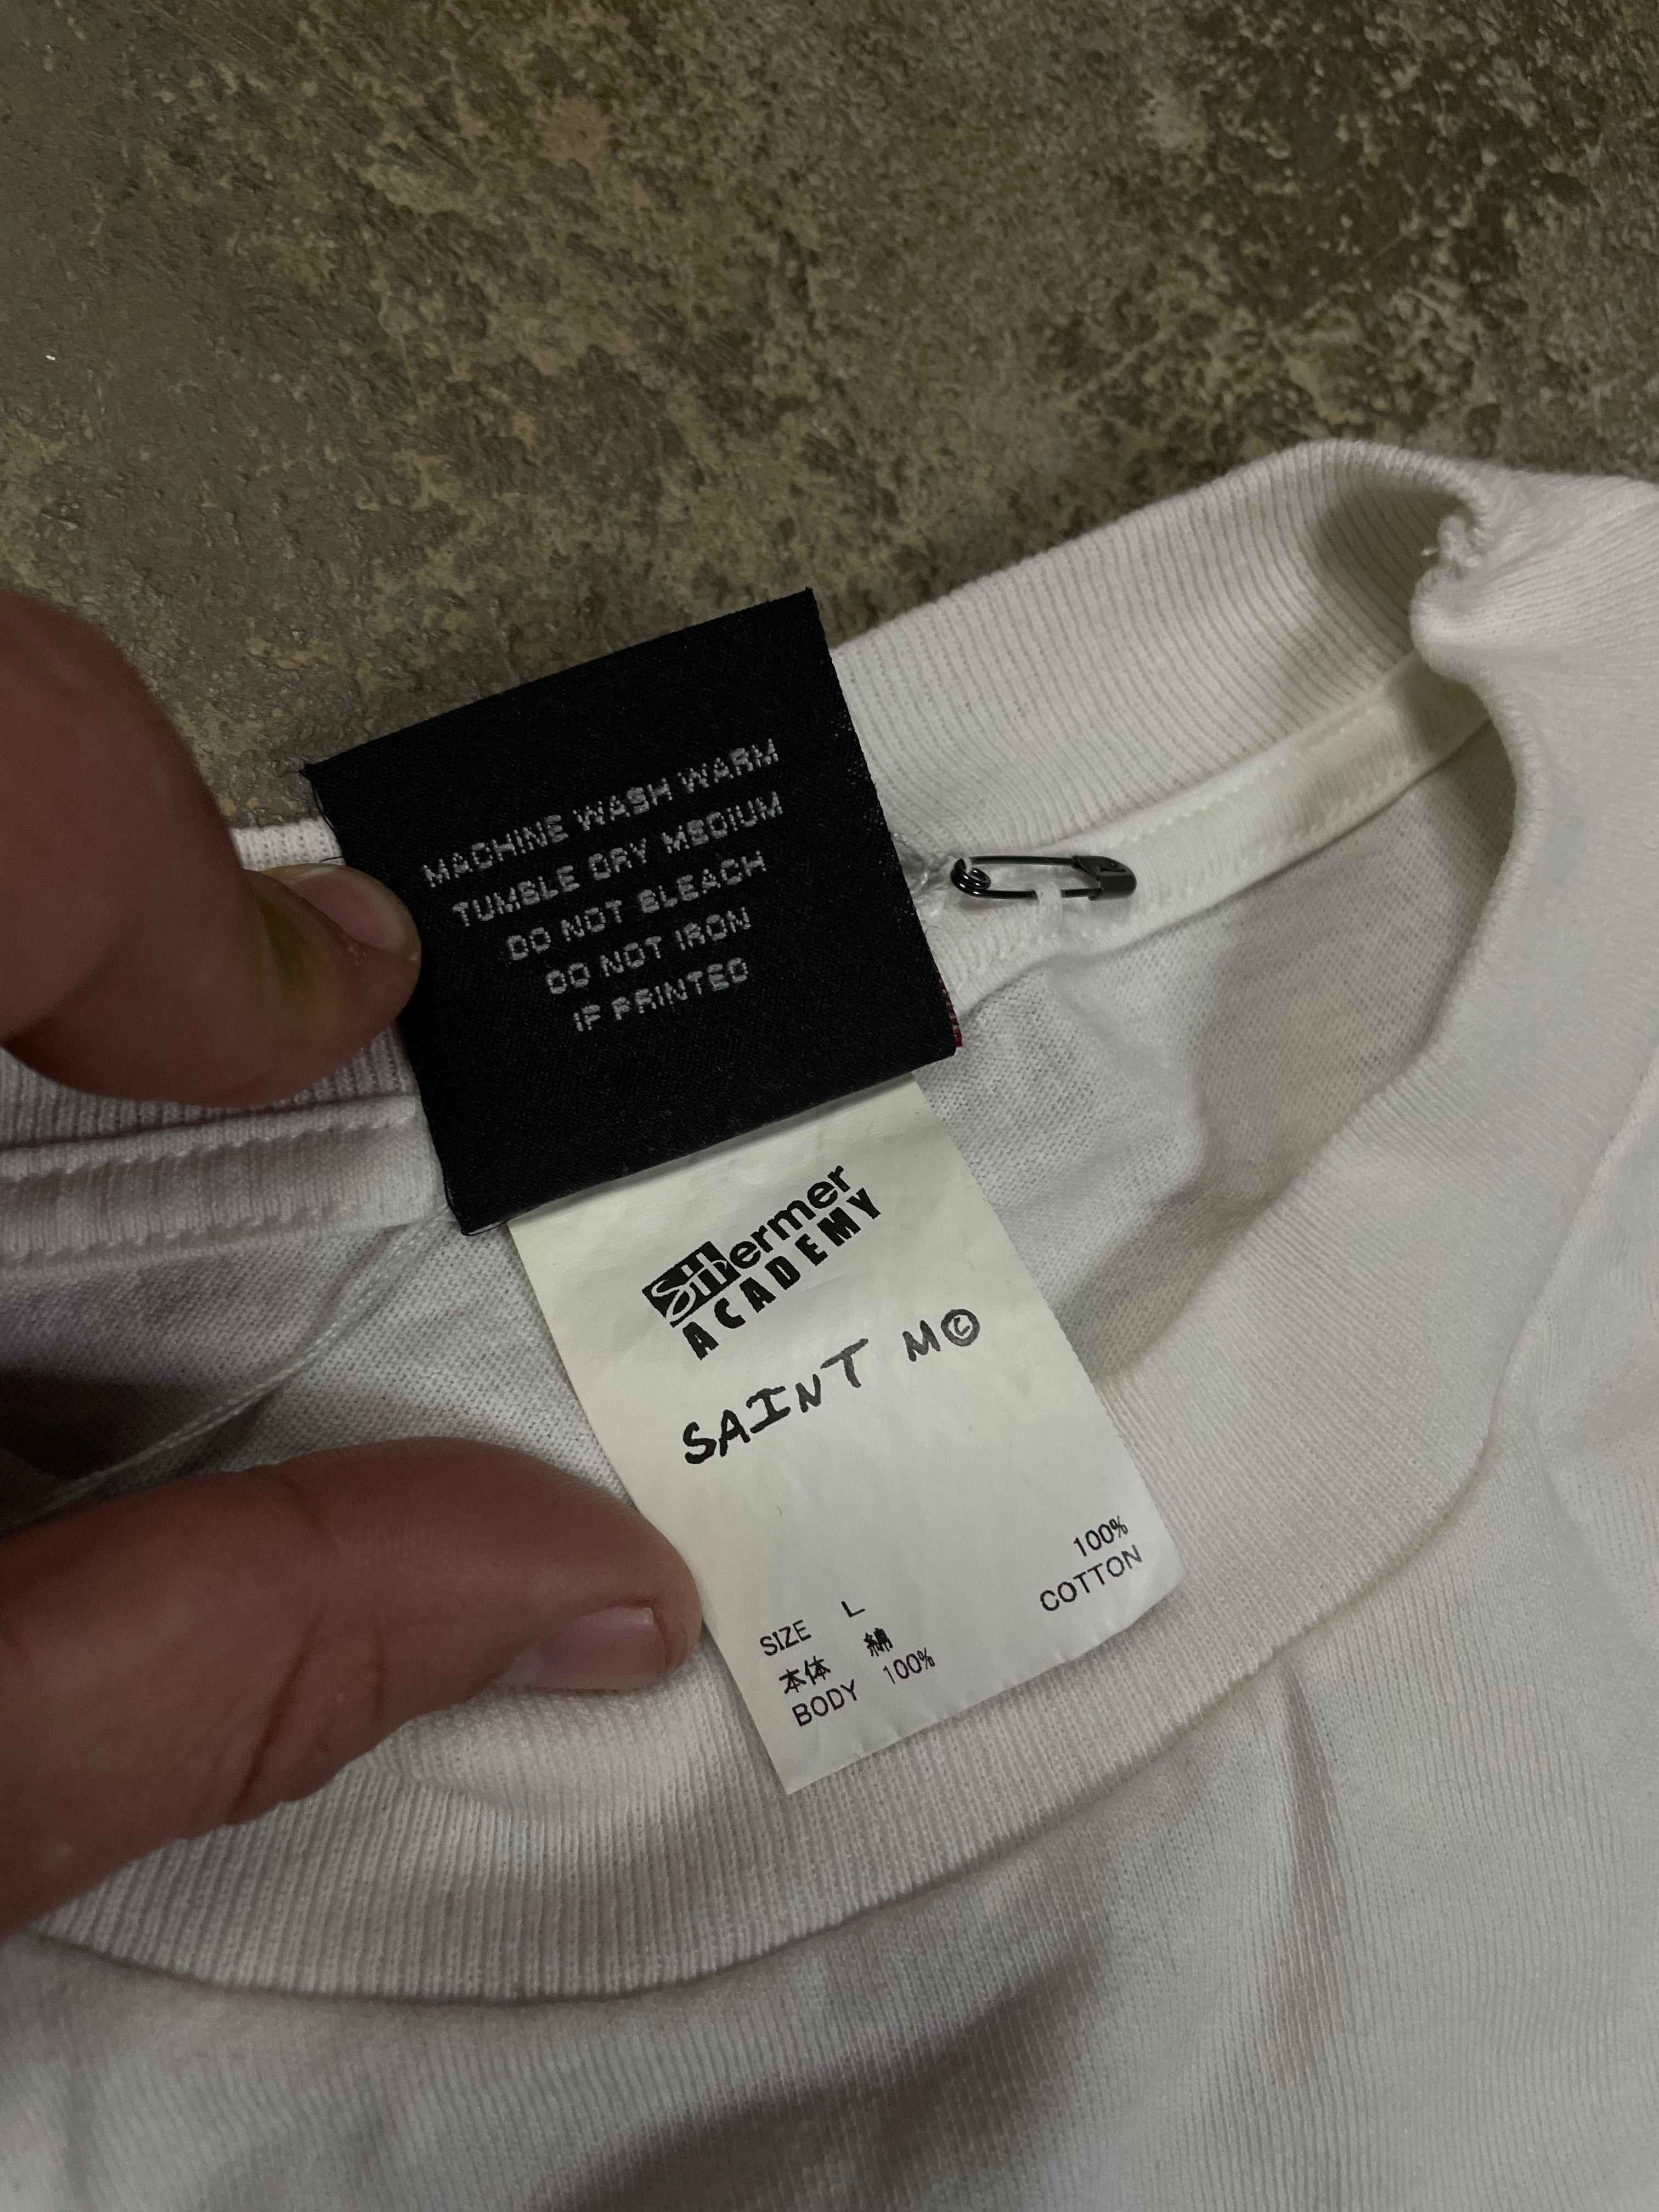 MACHINE WASH WARM
TUMBLE DRY MEDIUM
DO NOT BLEACH
DO NOT IRON
IF PRINTED
Shermer
ACADEMY
SAINT M©
100%
COTTON
SIZE L
本体 綿
BODY 100%